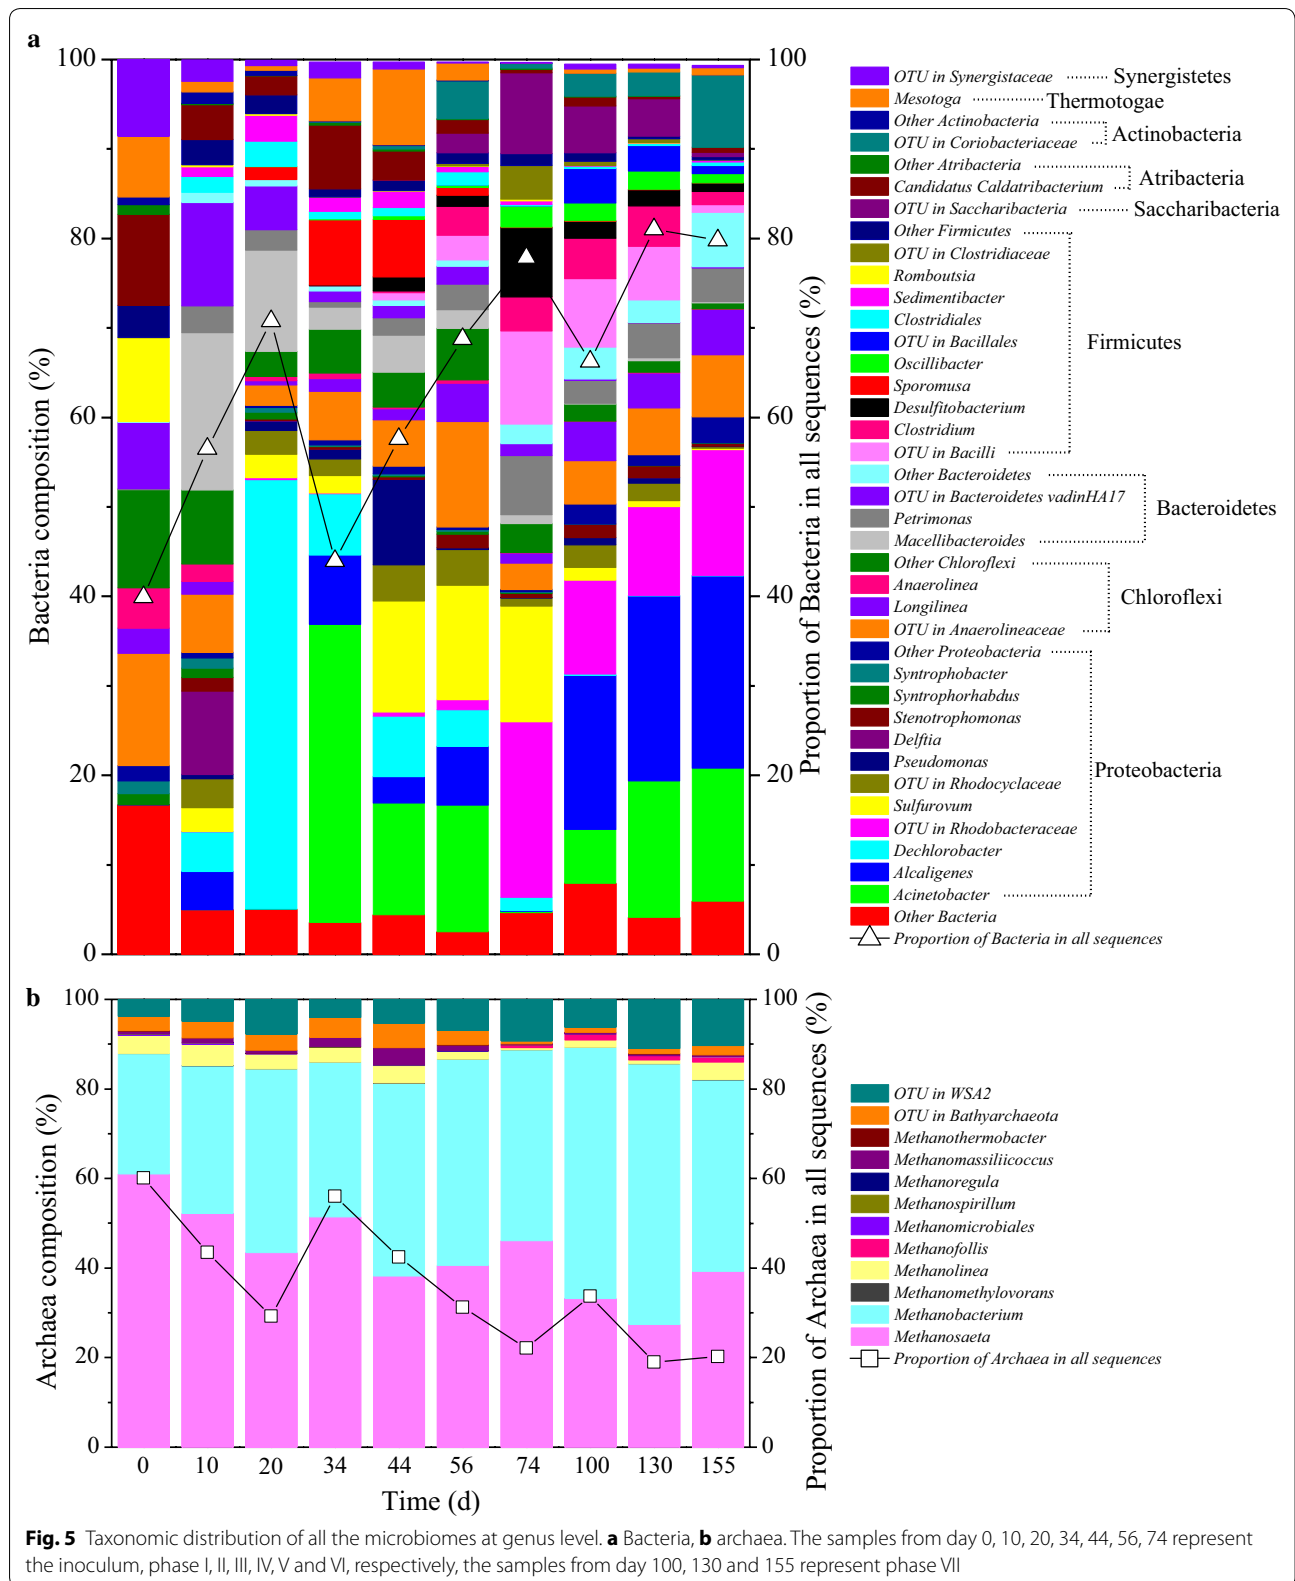 a
100
80
60
40
20
0
Bacteria composition (%)
100
80
60
40
20
0
Proportion of Bacteria in all sequences (%)
OTU in Synergistaceae
Synergistetes
Mesotoga
Thermotogae
Other Actinobacteria
Actinobacteria
OTU in Coriobacteriaceae
Other Atribacteria
Atribacteria
Candidatus Caldatribacterium
OTU in Saccharibacteria
Saccharibacteria
Other Firmicutes
OTU in Clostridiaceae
Romboutsia
Sedimentibacter
Clostridiales
OTU in Bacillales
Firmicutes
Oscillibacter
Sporomusa
Desulfitobacterium
Clostridium
OTU in Bacilli
Other Bacteroidetes
OTU in Bacteroidetes vadinHA17
Bacteroidetes
Petrimonas
Macellibacteroides
Other Chloroflexi
Anaerolinea
Chloroflexi
Longilinea
OTU in Anaerolineaceae
Other Proteobacteria
Syntrophobacter
Syntrophorhabdus
Stenotrophomonas
Delftia
Pseudomonas
Proteobacteria
OTU in Rhodocyclaceae
Sulfurovum
OTU in Rhodobacteraceae
Dechlorobacter
Alcaligenes
Acinetobacter
Other Bacteria
Proportion of Bacteria in all sequences
b
100
80
60
40
20
0
Archaea composition (%)
100
80
60
40
20
0
Proportion of Archaea in all sequences (%)
OTU in WSA2
OTU in Bathyarchaeota
Methanothermobacter
Methanomassiliicoccus
Methanoregula
Methanospirillum
Methanomicrobiales
Methanofollis
Methanolinea
Methanomethylovorans
Methanobacterium
Methanosaeta
Proportion of Archaea in all sequences
0 10 20 34 44 56 74 100 130 155
Time (d)
Fig. 5 Taxonomic distribution of all the microbiomes at genus level. a Bacteria, b archaea. The samples from day 0, 10, 20, 34, 44, 56, 74 represent
the inoculum, phase I, II, III, IV, V and VI, respectively, the samples from day 100, 130 and 155 represent phase VII